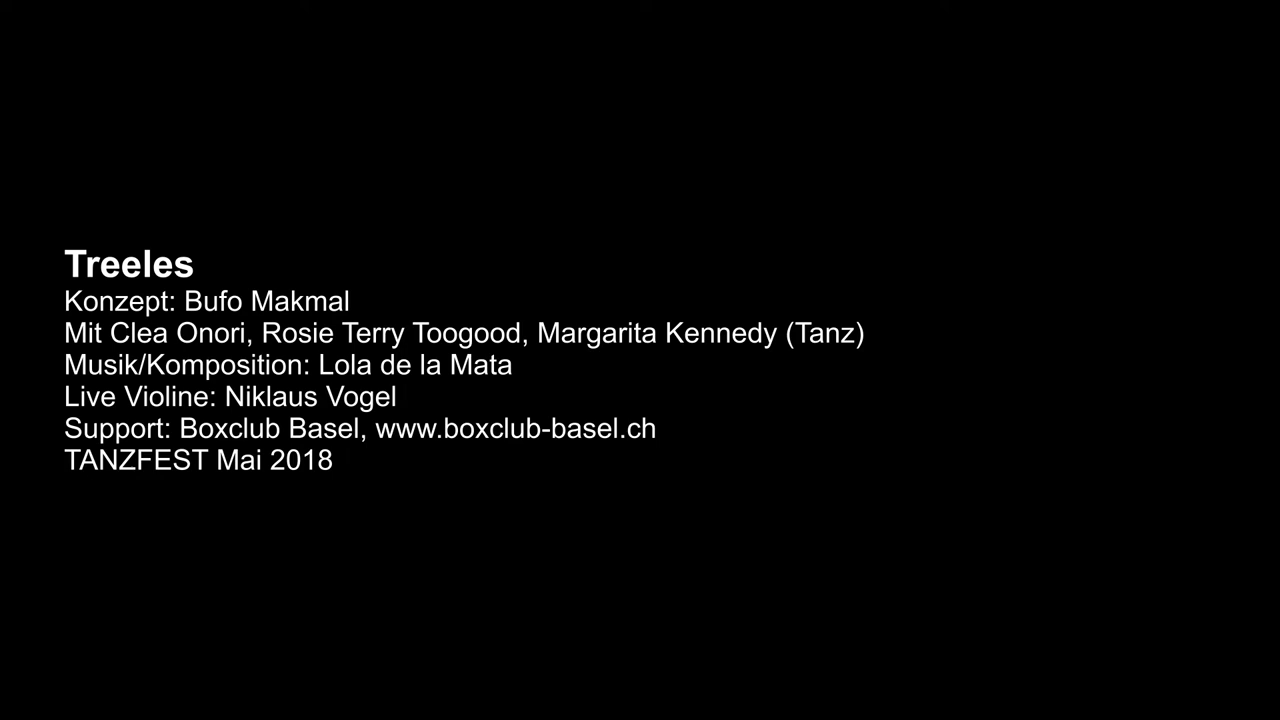 Treeles
Konzept: Bufo Makmal
Mit Clea Onori, Rosie Terry Toogood, Margarita Kennedy (Tanz)
Musik/Komposition: Lola de la Mata
Live Violine: Niklaus Vogel
Support: Boxclub Basel, www.boxclub-basel.ch
TANZFEST Mai 2018